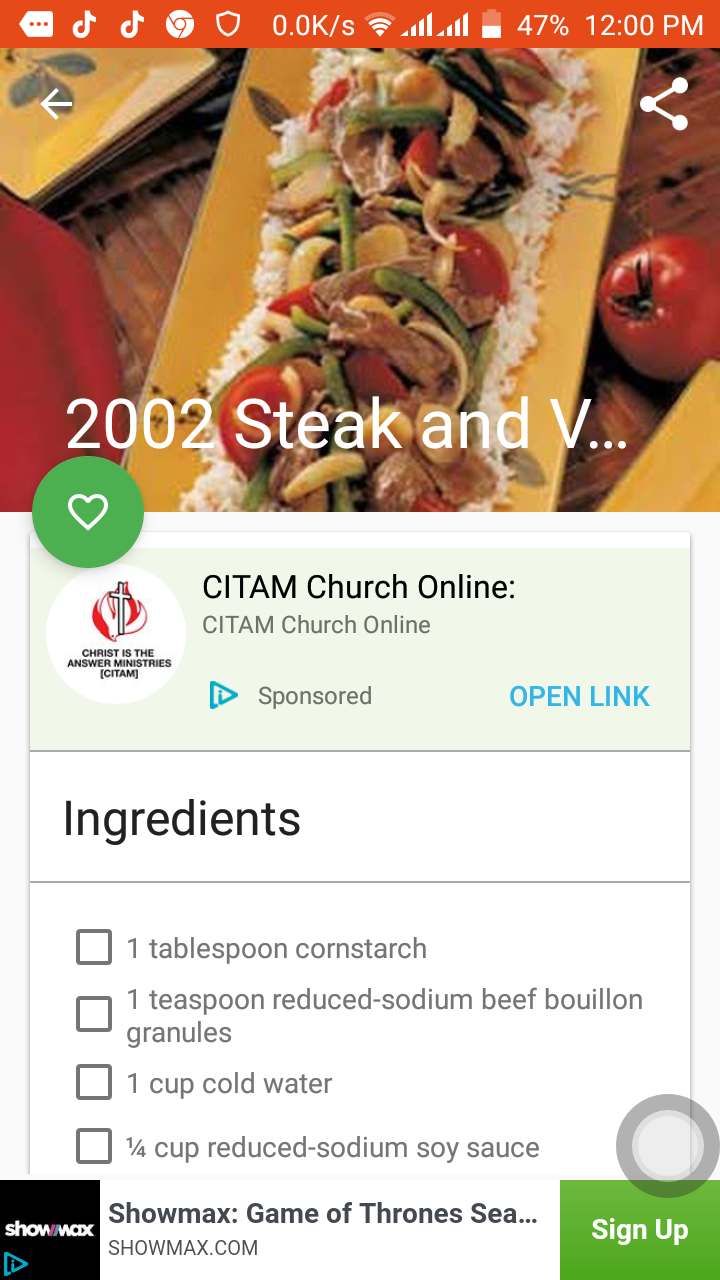 0.0K/s 47% 12:00 PM
2002 Steak and V...
CITAM Church Online:
CITAM Church Online
CHRIST IS THE
ANSWER MINISTRIES
[CITAM]
Sponsored OPEN LINK
Ingredients
1 tablespoon cornstarch
1 teaspoon reduced-sodium beef bouillon
granules
1 cup cold water
¼ cup reduced-sodium soy sauce
showmax
Showmax: Game of Thrones Sea...
SHOWMAX.COM
Sign Up